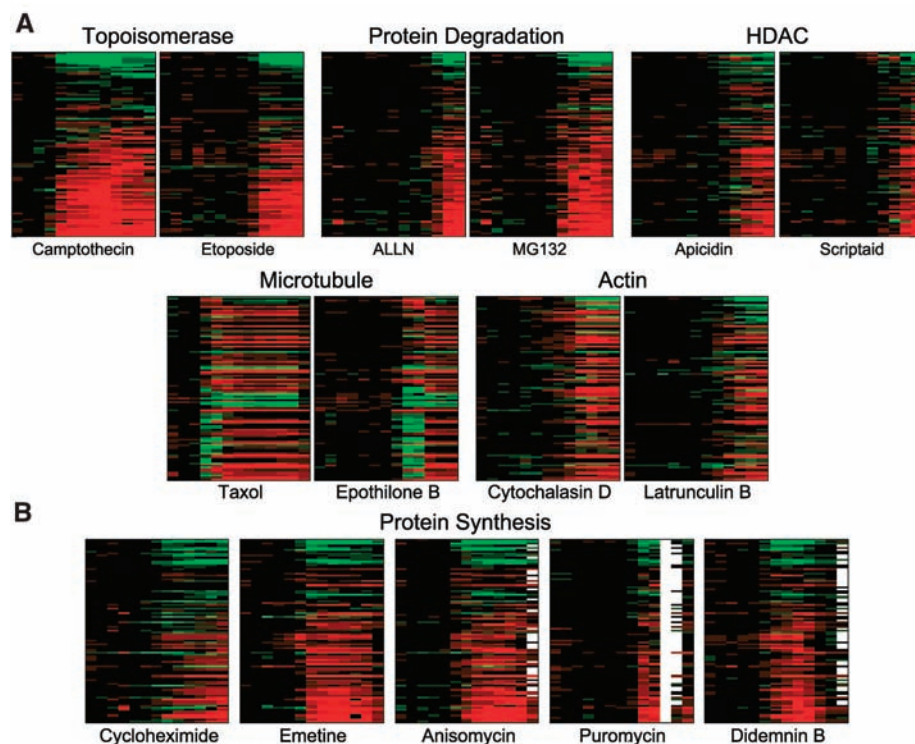 A
Topoisomerase
Protein Degradation
HDAC
Camptothecin
Etoposide
ALLN
MG132
Apicidin
Scriptaid
Microtubule
Actin
Taxol
Epothilone B
Cytochalasin D
Latrunculin B
B
Protein Synthesis
Cycloheximide
Emetine
Anisomycin
Puromycin
Didemnin B